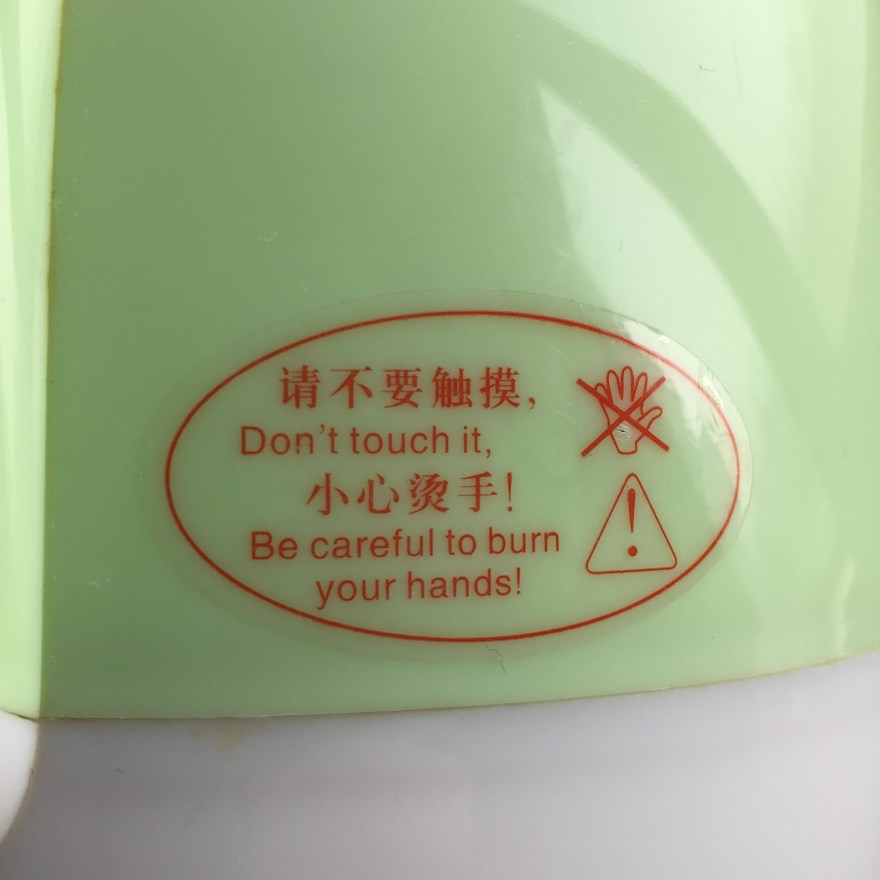 请不要触摸，
Don't touch it,
小心烫手！
Be careful to burn
your hands!